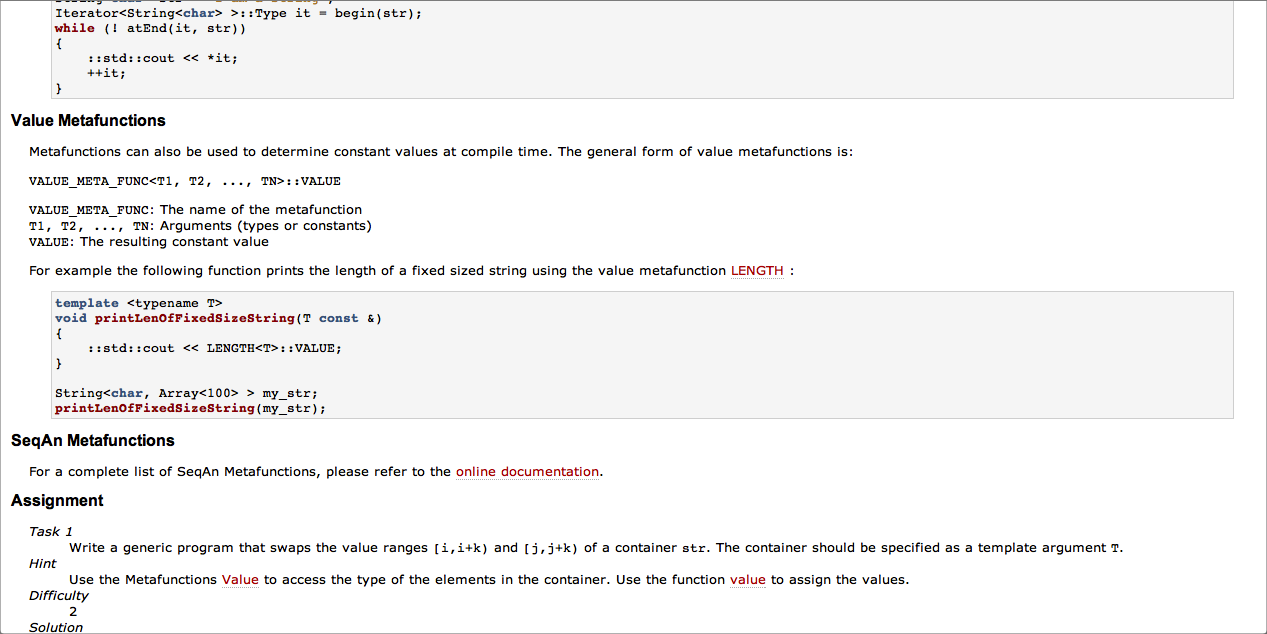 Iterator<String<char> >::Type it = begin(str);
while (! atEnd(it, str))
{
    ::std::cout << *it;
    ++it;
}
Value Metafunctions
Metafunctions can also be used to determine constant values at compile time. The general form of value metafunctions is:
VALUE_META_FUNC<T1, T2, ..., TN>::VALUE
VALUE_META_FUNC: The name of the metafunction
T1, T2, ..., TN: Arguments (types or constants)
VALUE: The resulting constant value
For example the following function prints the length of a fixed sized string using the value metafunction LENGTH :
template <typename T>
void printLenOfFixedSizeString(T const &)
{
    ::std::cout << LENGTH<T>::VALUE;
}
String<char, Array<100> > my_str;
printLenOfFixedSizeString(my_str);
SeqAn Metafunctions
For a complete list of SeqAn Metafunctions, please refer to the online documentation.
Assignment
Task 1
Write a generic program that swaps the value ranges [i,i+k) and [j,j+k) of a container str. The container should be specified as a template argument T.
Hint
Use the Metafunctions Value to access the type of the elements in the container. Use the function value to assign the values.
Difficulty
2
Solution